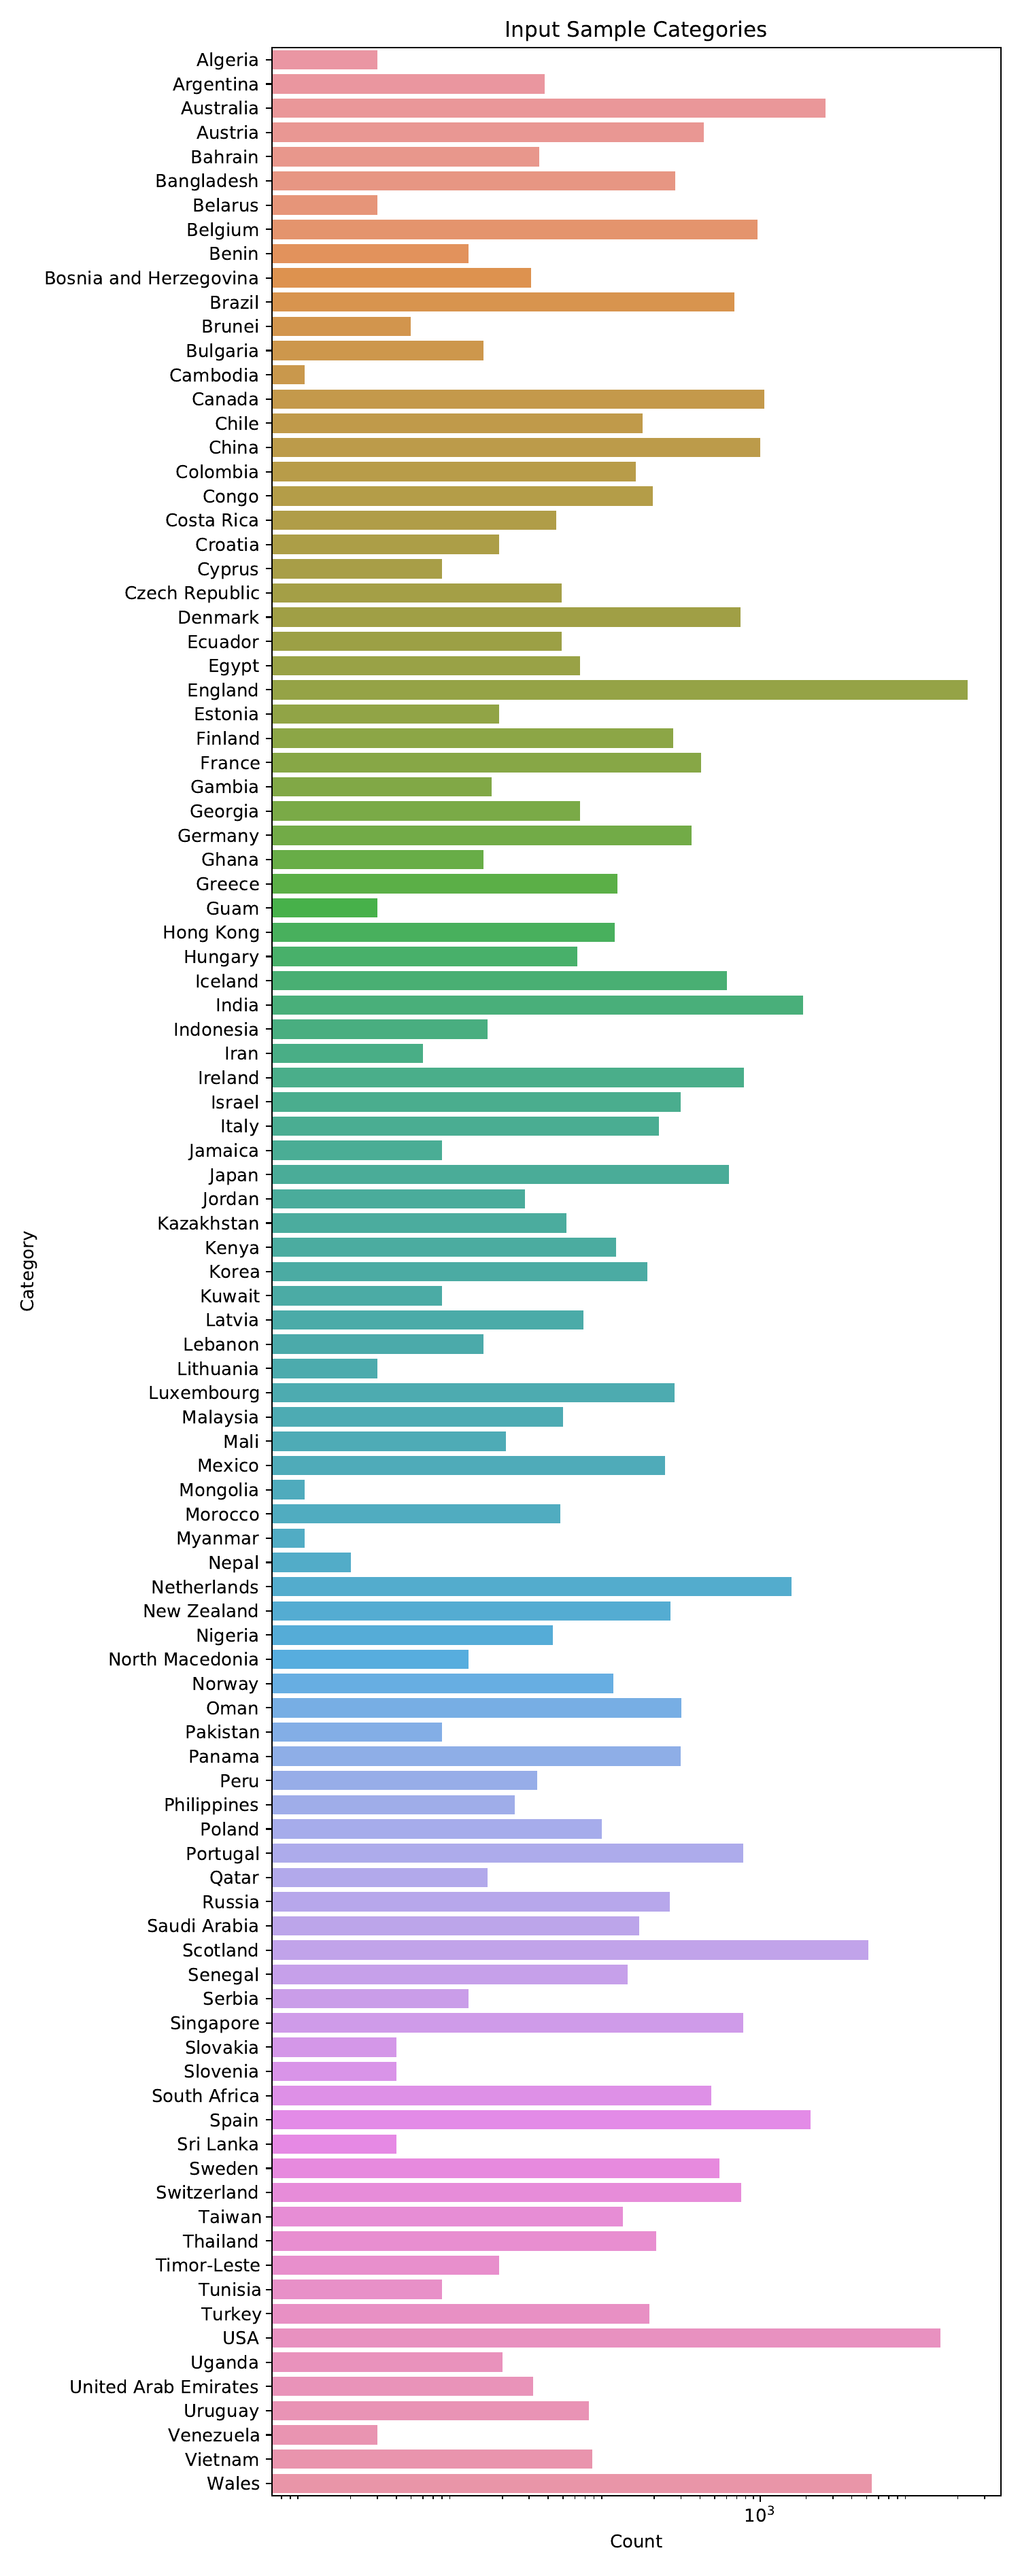 Input Sample Categories
Algeria
Argentina
Australia
Austria
Bahrain
Bangladesh
Belarus
Belgium
Benin
Bosnia and Herzegovina
Brazil
Brunei
Bulgaria
Cambodia
Canada
Chile
China
Colombia
Congo
Costa Rica
Croatia
Cyprus
Czech Republic
Denmark
Ecuador
Egypt
England
Estonia
Finland
France
Gambia
Georgia
Germany
Ghana
Greece
Guam
Hong Kong
Hungary
Iceland
India
Indonesia
Iran
Ireland
Israel
Italy
Jamaica
Japan
Jordan
Kazakhstan
Kenya
Korea
Kuwait
Latvia
Lebanon
Lithuania
Luxembourg
Malaysia
Mali
Mexico
Mongolia
Morocco
Myanmar
Nepal
Netherlands
New Zealand
Nigeria
North Macedonia
Norway
Oman
Pakistan
Panama
Peru
Philippines
Poland
Portugal
Qatar
Russia
Saudi Arabia
Scotland
Senegal
Serbia
Singapore
Slovakia
Slovenia
South Africa
Spain
Sri Lanka
Sweden
Switzerland
Taiwan
Thailand
Timor-Leste
Tunisia
Turkey
USA
Uganda
United Arab Emirates
Uruguay
Venezuela
Vietnam
Wales
Category
10³
Count